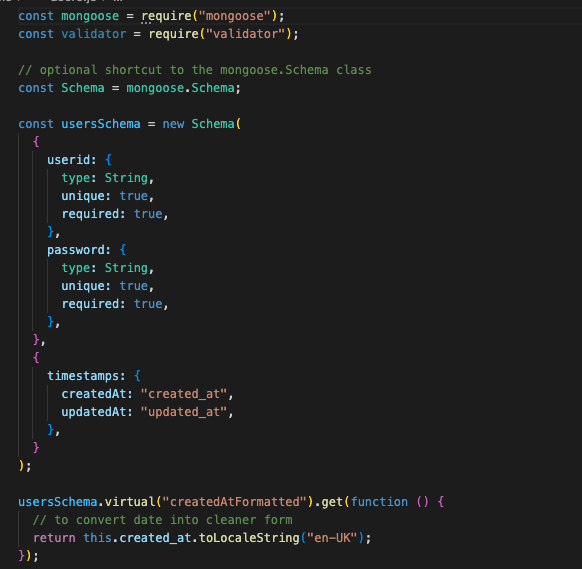 const mongoose = require("mongoose");
const validator = require("validator");

// optional shortcut to the mongoose.Schema class
const Schema = mongoose.Schema;

const usersSchema = new Schema(
  {
    userid: {
      type: String,
      unique: true,
      required: true,
    },
    password: {
      type: String,
      unique: true,
      required: true,
    },
  },
  {
    timestamps: {
      createdAt: "created_at",
      updatedAt: "updated_at",
    },
  }
);

usersSchema.virtual("createdAtFormatted").get(function () {
  // to convert date into cleaner form
  return this.created_at.toLocaleString("en-UK");
});